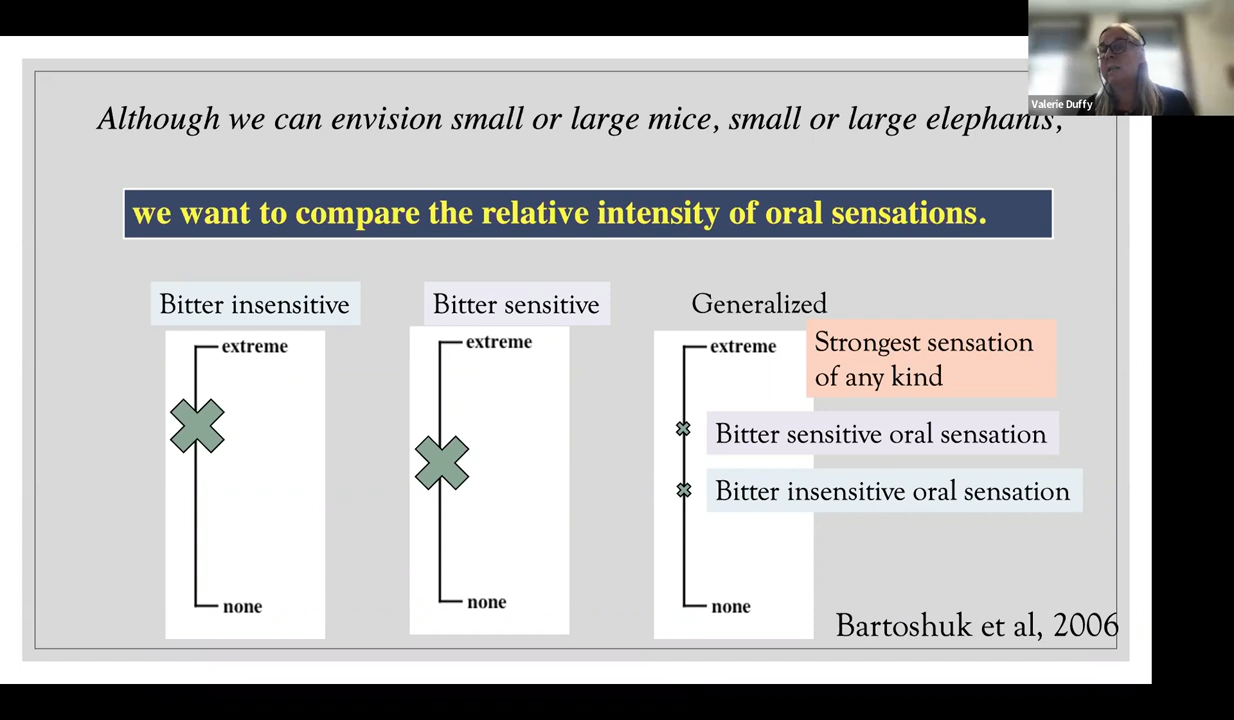 Valerie Duffy
Although we can envision small or large mice, small or large elephants,
we want to compare the relative intensity of oral sensations.
Bitter insensitive
extreme
none
Bitter sensitive
extreme
none
Generalized
extreme
Strongest sensation
of any kind
Bitter sensitive oral sensation
Bitter insensitive oral sensation
none
Bartoshuk et al, 2006